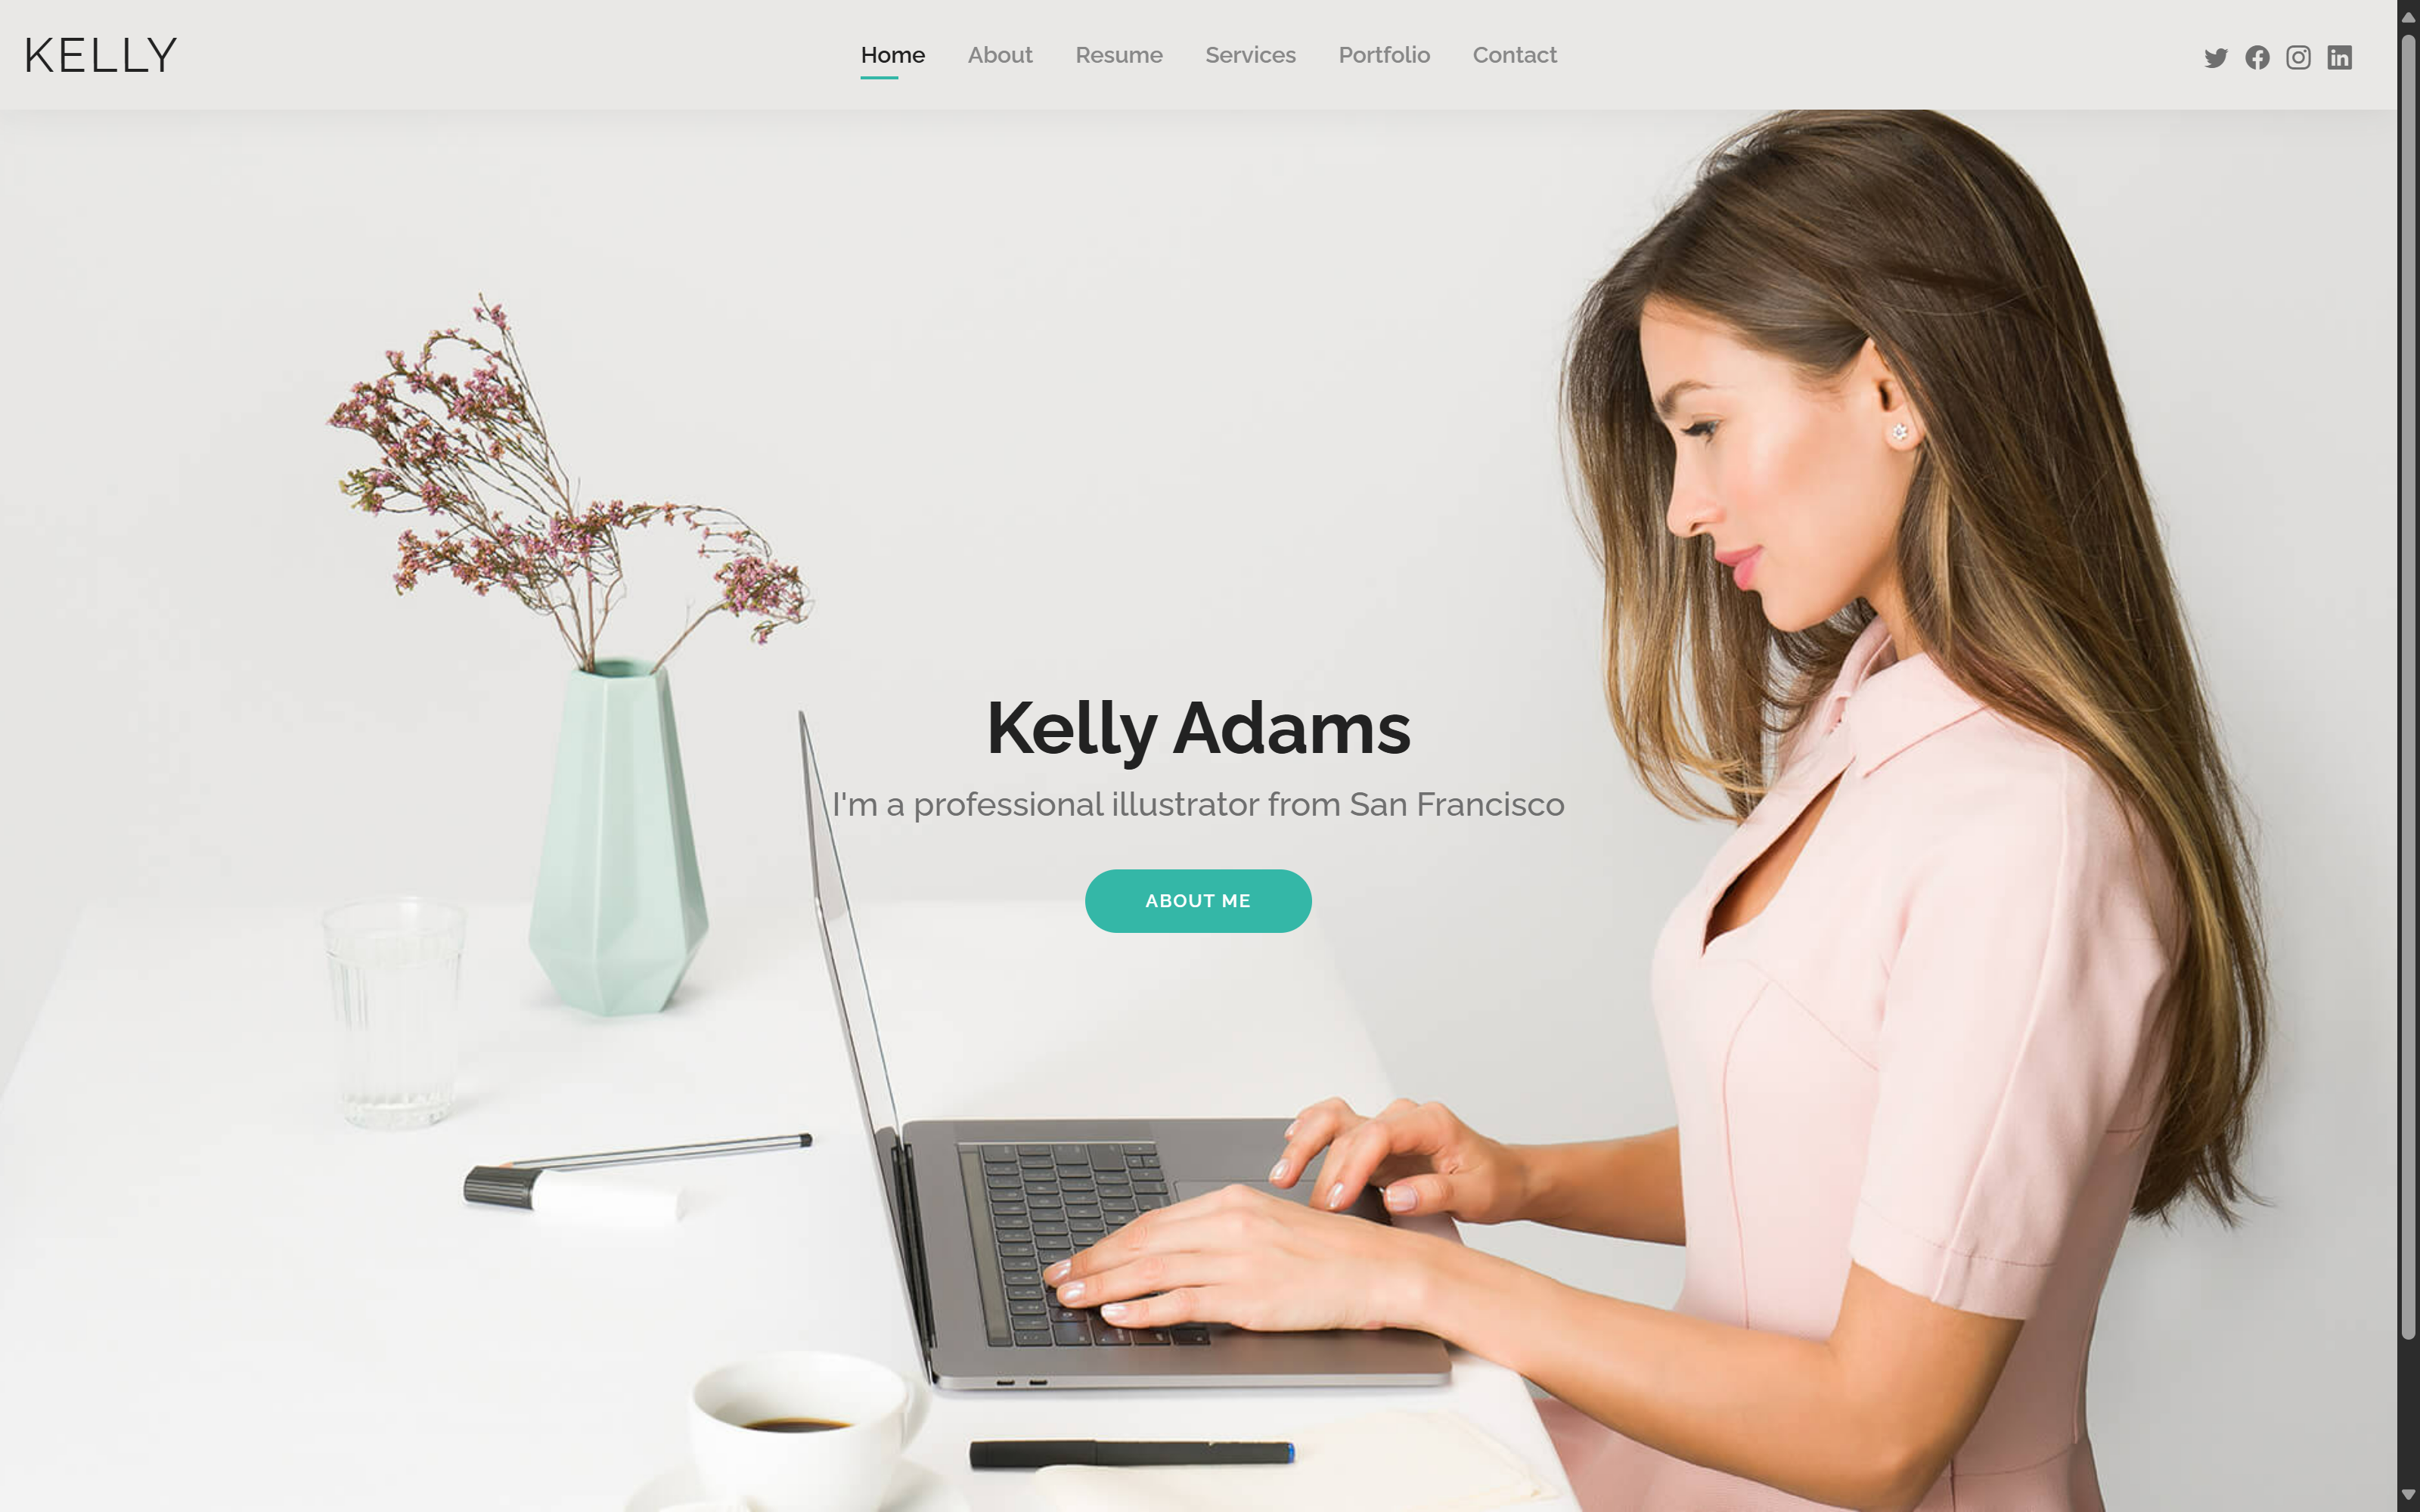 KELLY
Home About Resume Services Portfolio Contact
Kelly Adams
I'm a professional illustrator from San Francisco
ABOUT ME